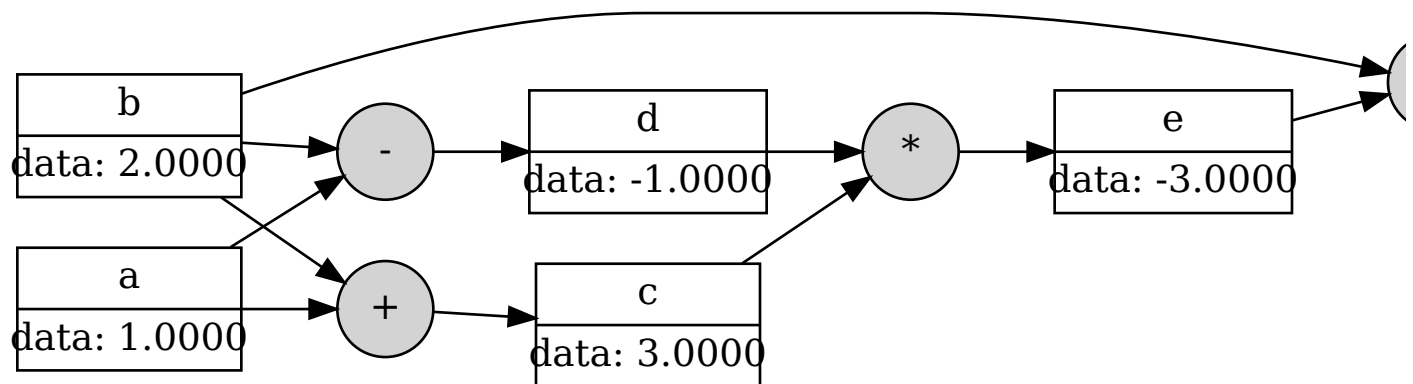 b
data: 2.0000
a
data: 1.0000
-
+
d
data: -1.0000
c
data: 3.0000
*
e
data: -3.0000